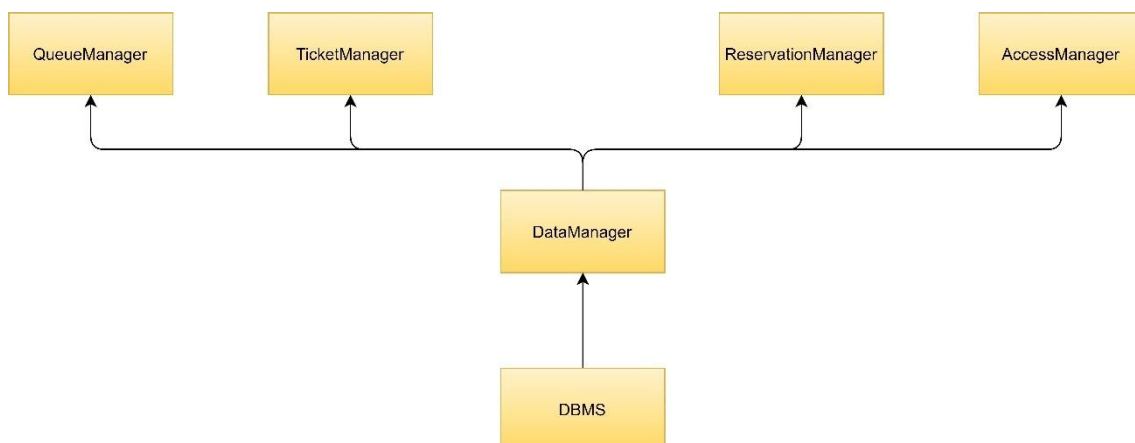 QueueManager
TicketManager
ReservationManager
AccessManager
DataManager
DBMS